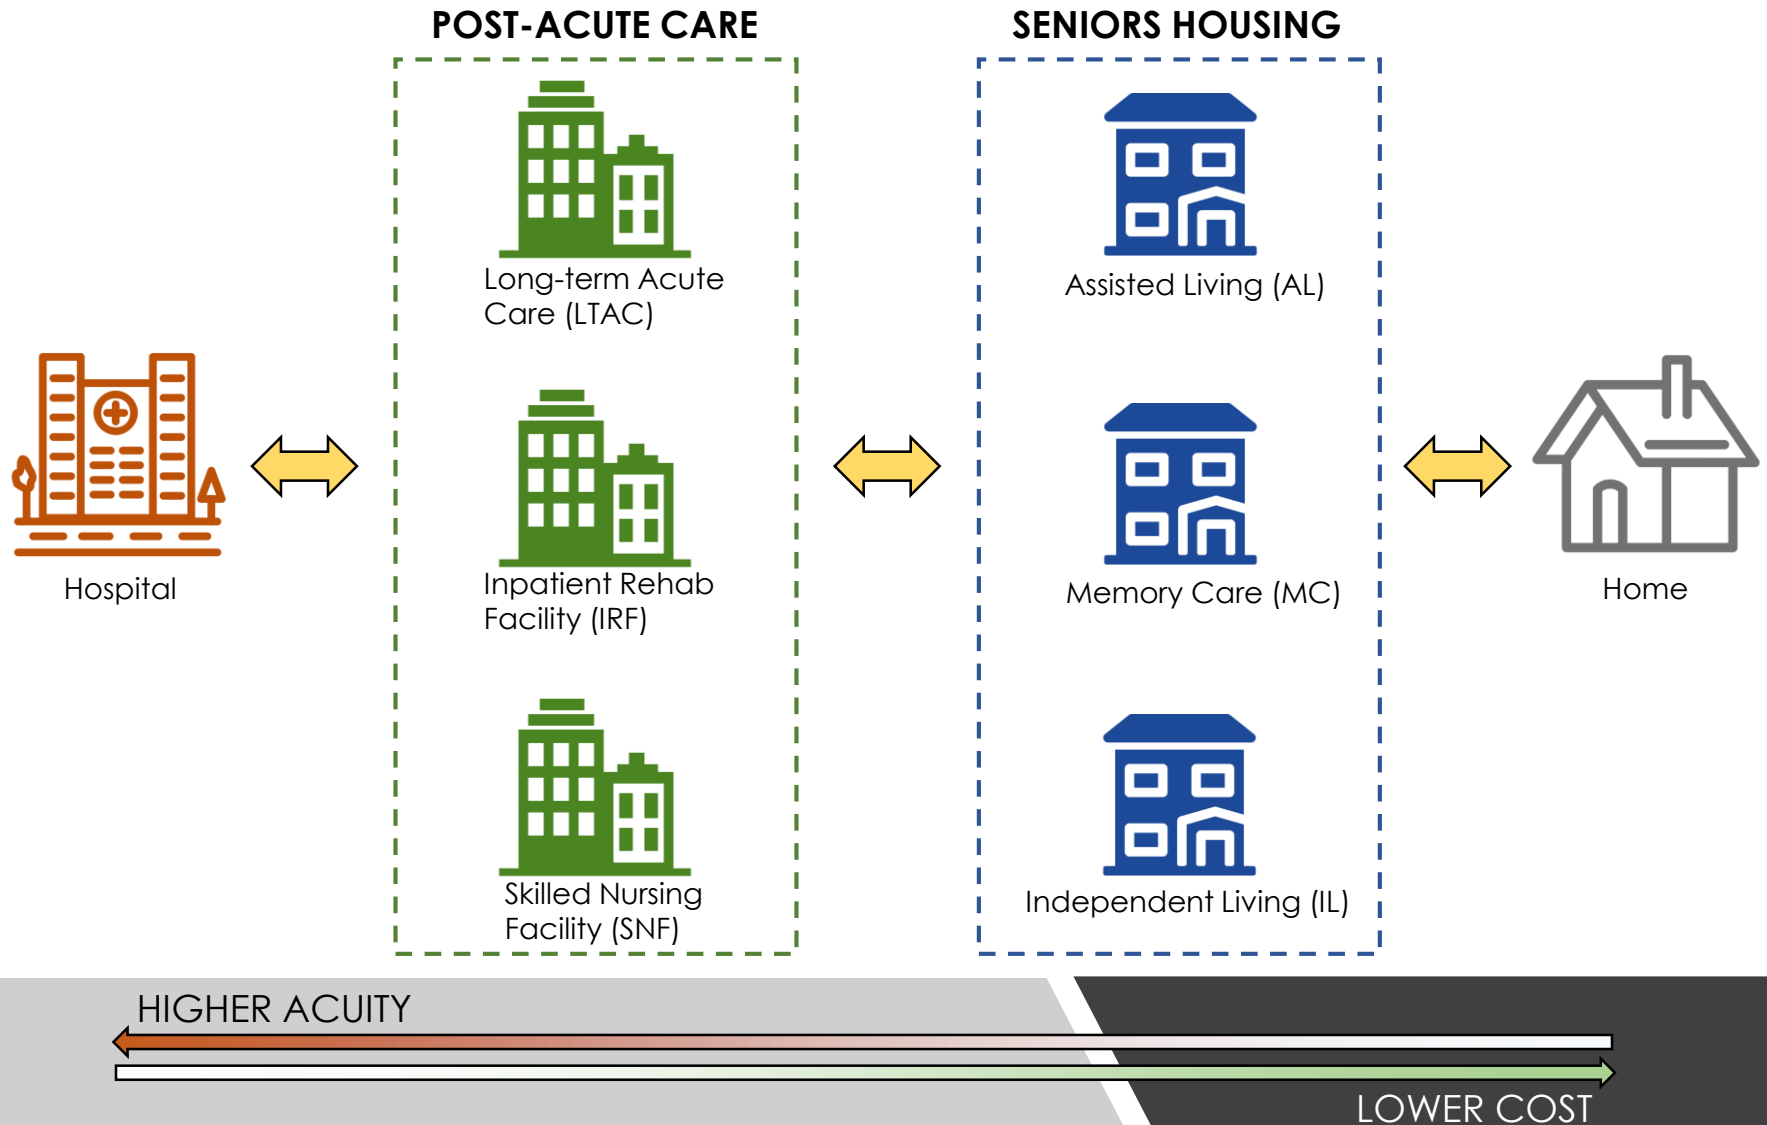 POST-ACUTE CARE
SENIORS HOUSING
Long-term Acute
Care (LTAC)
Assisted Living (AL)
Hospital
Inpatient Rehab
Facility (IRF)
Memory Care (MC)
Home
Skilled Nursing
Facility (SNF)
Independent Living (IL)
HIGHER ACUITY
LOWER COST